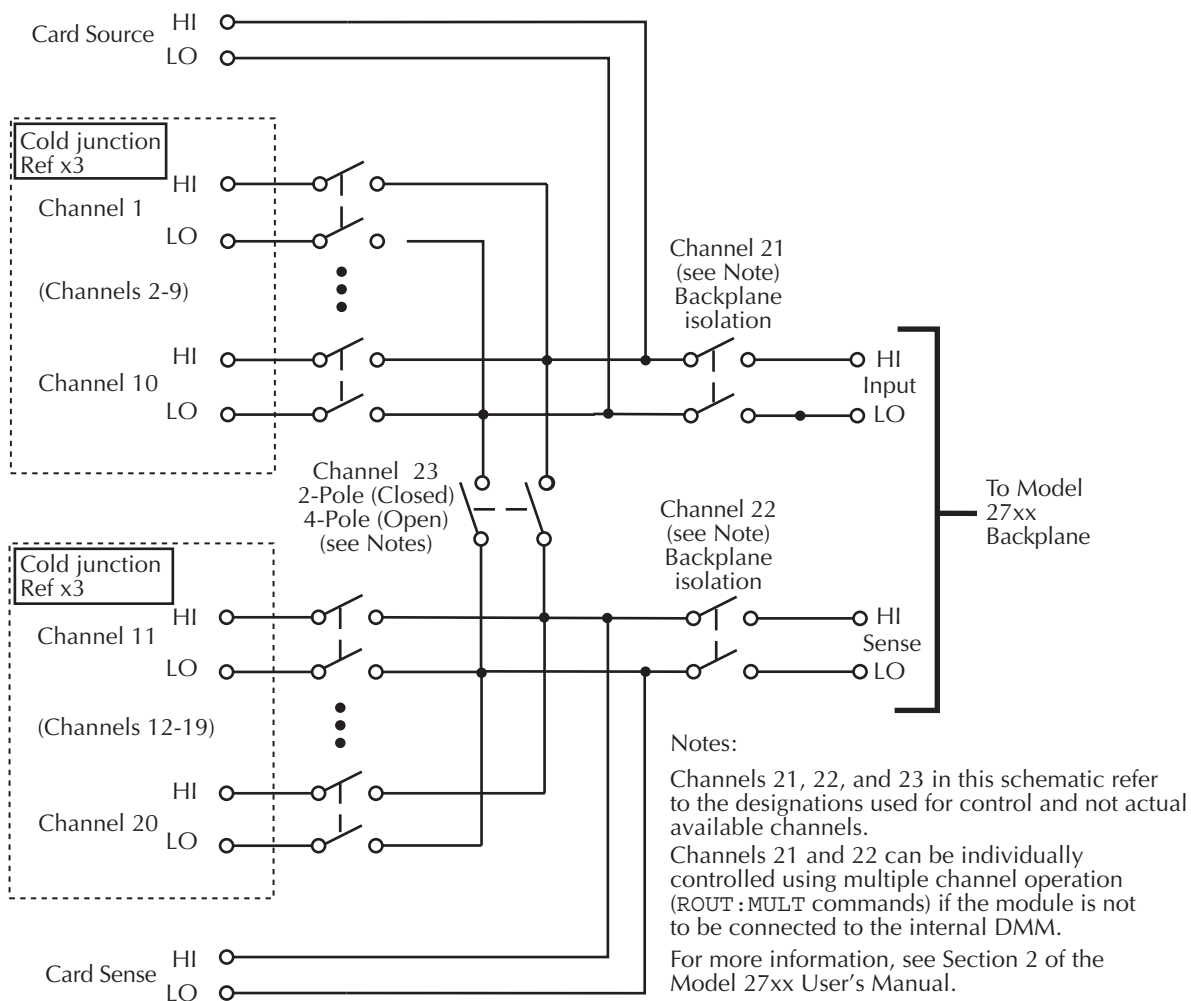 Card Source
HI
LO
Cold junction
Ref x3
HI
Channel 1
LO
(Channels 2-9)
HI
Channel 10
LO
Channel 21
(see Note)
Backplane
isolation
HI
Input
LO
Channel 23
2-Pole (Closed)
4-Pole (Open)
(see Notes)
Channel 22
(see Note)
Backplane
isolation
To Model
27xx
Backplane
Cold junction
Ref x3
HI
Channel 11
LO
(Channels 12-19)
HI
Channel 20
LO
HI
Sense
LO
Card Sense
HI
LO
Notes:
Channels 21, 22, and 23 in this schematic refer
to the designations used for control and not actual
available channels.
Channels 21 and 22 can be individually
controlled using multiple channel operation
(ROUT:MULT commands) if the module is not
to be connected to the internal DMM.
For more information, see Section 2 of the
Model 27xx User's Manual.